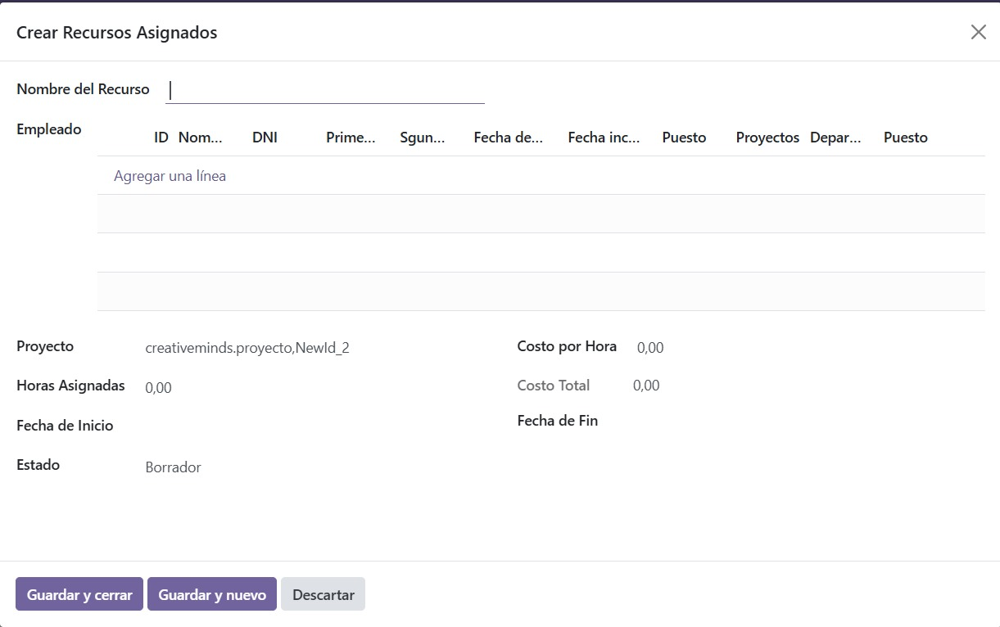 Crear Recursos Asignados
Nombre del Recurso
Empleado
ID Nom... DNI Prime... Sgun... Fecha de... Fecha inc... Puesto Proyectos Depar... Puesto
Agregar una línea
Proyecto creativeminds.proyecto,NewId_2 Costo por Hora 0,00
Horas Asignadas 0,00 Costo Total 0,00
Fecha de Inicio Fecha de Fin
Estado Borrador
Guardar y cerrar Guardar y nuevo Descartar